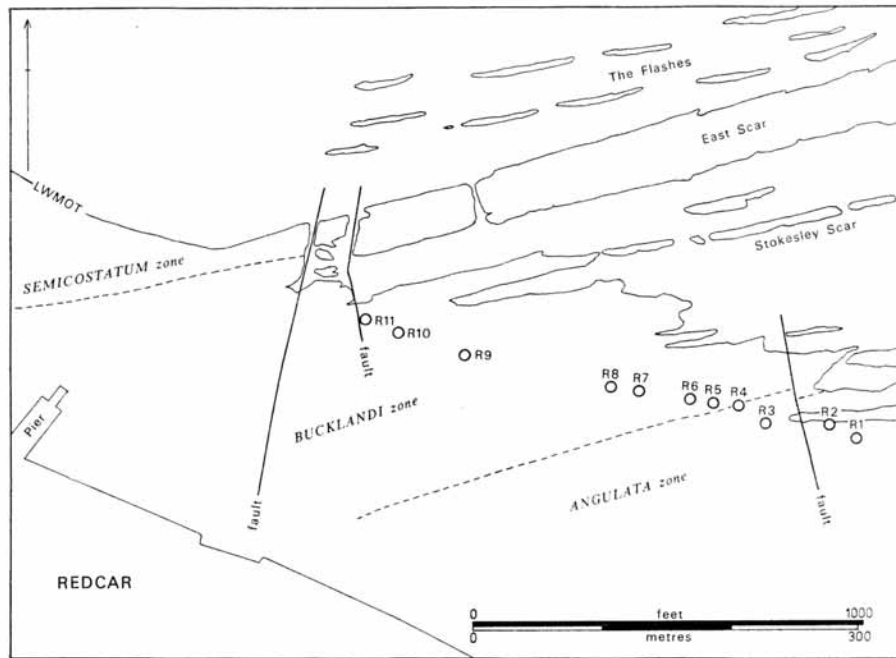 The Flashes
East Scar
LWMOT
Stokesley Scar
SEMICOSTATUM zone
R11
R10
R9
fault
R8
R7
R6
R5
R4
R3
R2
R1
Pier
BUCKLANDI zone
ANGULATA zone
fault
fault
REDCAR
0 feet 1000
0 metres 300